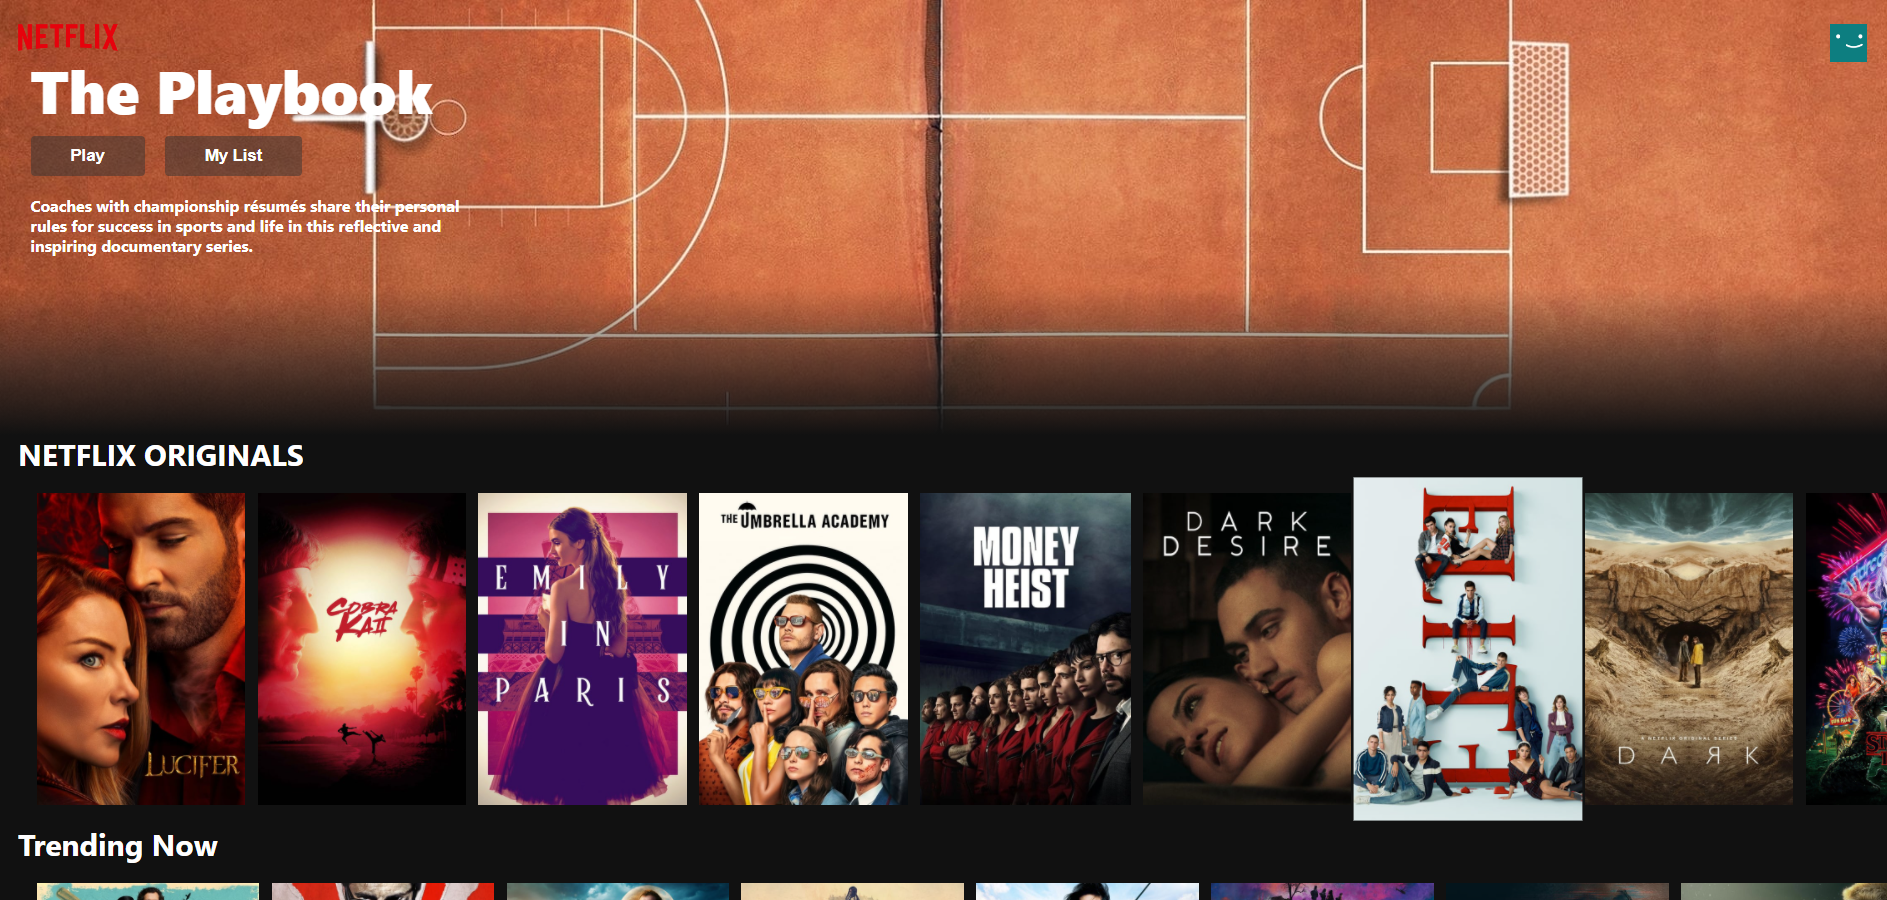 NETFLIX
The Playbook
Play
My List
Coaches with championship résumés share their personal
rules for success in sports and life in this reflective and
inspiring documentary series.
NETFLIX ORIGINALS
LUCIFER
COBRA
KAI
EMILY
IN
PARIS
THE UMBRELLA ACADEMY
MONEY
HEIST
DARK
DESIRE
ELITE
A NETFLIX ORIGINAL SERIES
DARK
Trending Now